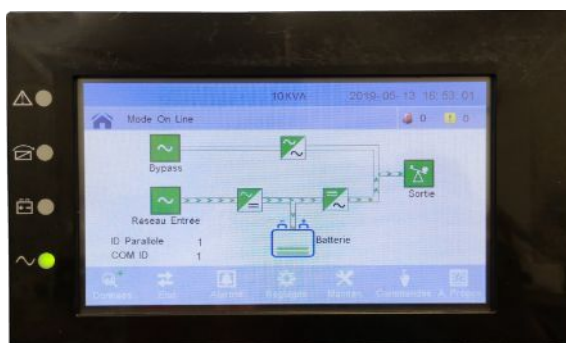 10KVA 2019-05-13 16:53:01
Mode On Line 0 0
Bypass
Sortie
Réseau Entrée
Batterie
ID Parallele 1
COM ID 1
Données Etat Alarme Réglages Mainten. Commandes A Propos